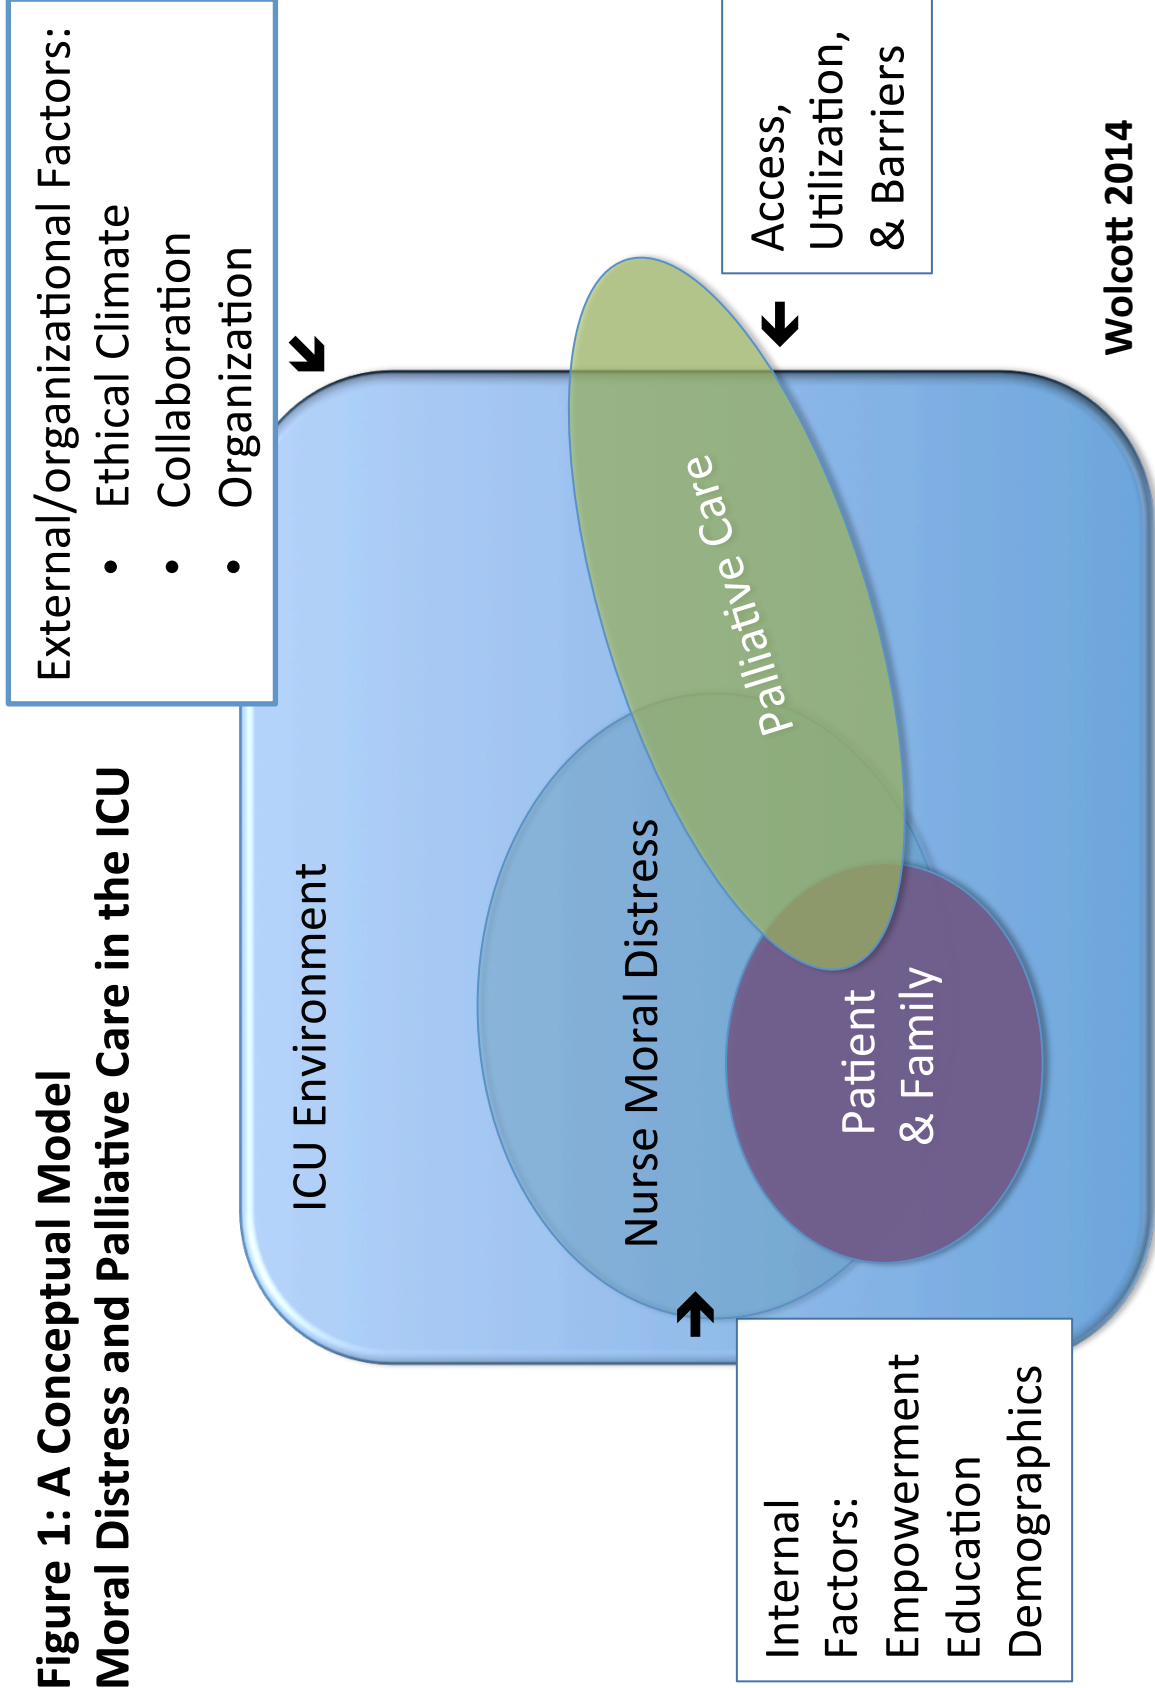 Figure 1: A Conceptual Model
Moral Distress and Palliative Care in the ICU
External/organizational Factors:
• Ethical Climate
• Collaboration
• Organization
ICU Environment
Nurse Moral Distress
Palliative Care
Patient
& Family
Internal
Factors:
Empowerment
Education
Demographics
Access,
Utilization,
& Barriers
Wolcott 2014